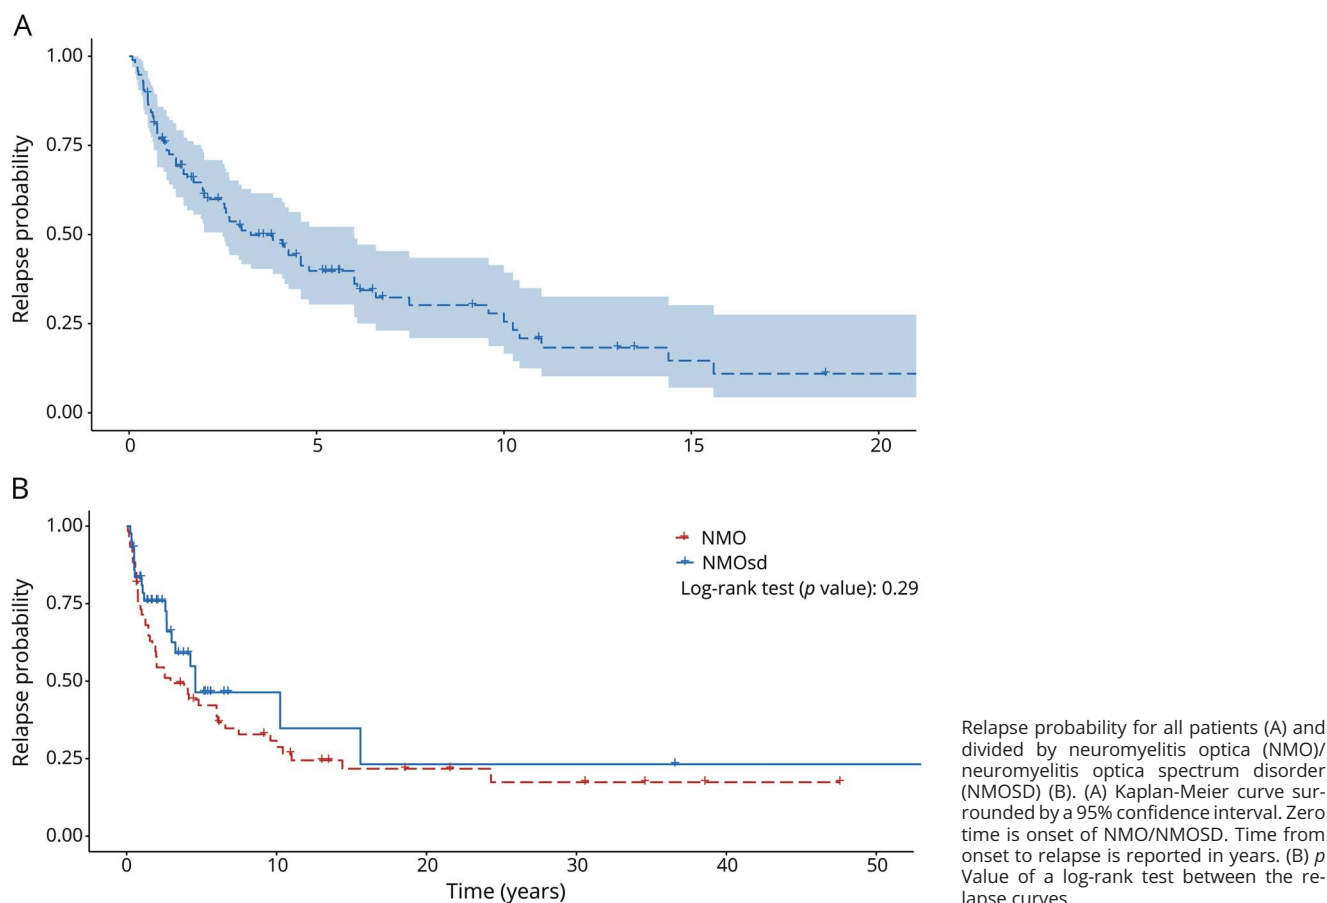 A
1.00
0.75
0.50
0.25
0.00
Relapse probability
0 5 10 15 20
B
1.00
0.75
0.50
0.25
0.00
Relapse probability
NMO
NMOsd
Log-rank test (p value): 0.29
0 10 20 30 40 50
Time (years)
Relapse probability for all patients (A) and
divided by neuromyelitis optica (NMO)/
neuromyelitis optica spectrum disorder
(NMOSD) (B). (A) Kaplan-Meier curve sur-
rounded by a 95% confidence interval. Zero
time is onset of NMO/NMOSD. Time from
onset to relapse is reported in years. (B) p
Value of a log-rank test between the re-
lapse curves.